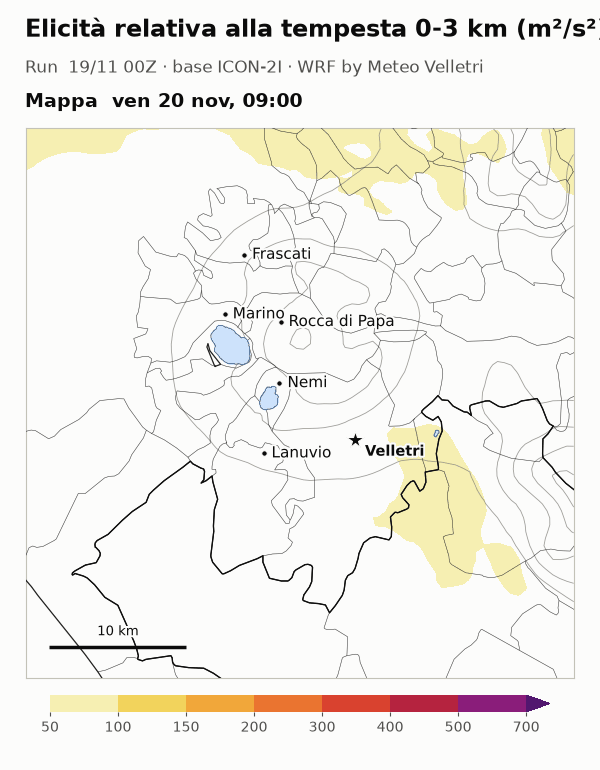 Elicità relativa alla tempesta 0-3 km (m²/s²)
Run  19/11 00Z · base ICON-2I · WRF by Meteo Velletri
Mappa  ven 20 nov, 09:00
Frascati
Marino
Rocca di Papa
Nemi
Velletri
Lanuvio
10 km
50 100 150 200 300 400 500 700